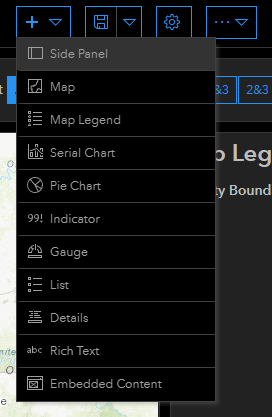 Side Panel
2&3
2&3
Map
Map Legend
p Leg
Serial Chart
Pie Chart
ty Bound
99! Indicator
Gauge
List
Details
abc Rich Text
Embedded Content